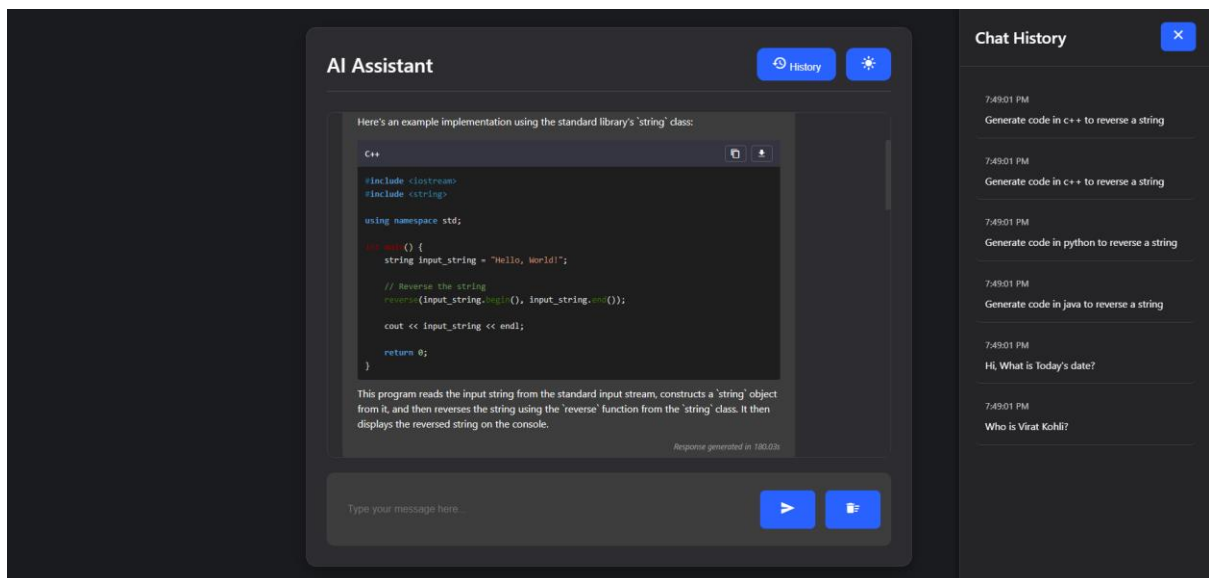 AI Assistant
History
Here's an example implementation using the standard library's `string` class:
C++
#include <iostream>
#include <string>
using namespace std;
int main() {
string input_string = "Hello, World!";
// Reverse the string
reverse(input_string.begin(), input_string.end());
cout << input_string << endl;
return 0;
}
This program reads the input string from the standard input stream, constructs a `string` object
from it, and then reverses the string using the `reverse` function from the `string` class. It then
displays the reversed string on the console.
Response generated in 180.03s
Type your message here...
Chat History
7:49:01 PM
Generate code in c++ to reverse a string
7:49:01 PM
Generate code in c++ to reverse a string
7:49:01 PM
Generate code in python to reverse a string
7:49:01 PM
Generate code in java to reverse a string
7:49:01 PM
Hi, What is Today's date?
7:49:01 PM
Who is Virat Kohli?